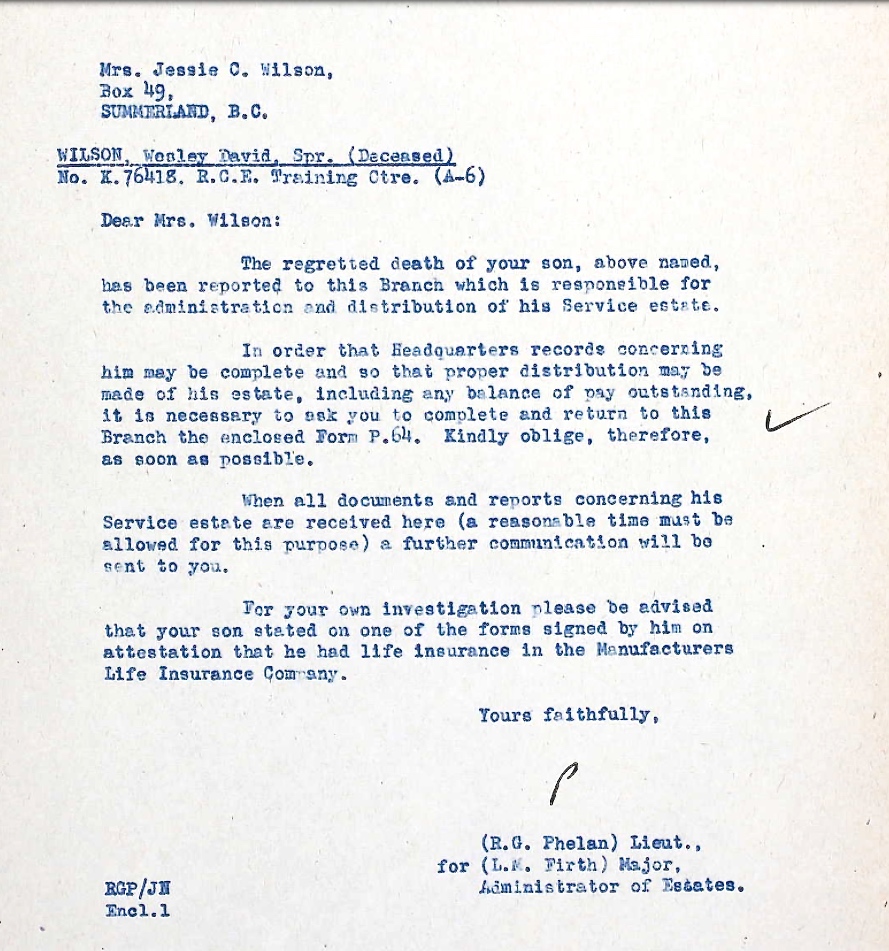 Mrs. Jessie C. Wilson,
Box 49,
SUMMERLAND, B.C.
WILSON, Wesley David, Spr. (Deceased)
No. K.76418. R.C.E. Training Ctre. (A-6)
Dear Mrs. Wilson:
The regretted death of your son, above named,
has been reported to this Branch which is responsible for
the administration and distribution of his Service estate.
In order that Headquarters records concerning
him may be complete and so that proper distribution may be
made of his estate, including any balance of pay outstanding,
it is necessary to ask you to complete and return to this
Branch the enclosed Form P.64. Kindly oblige, therefore,
as soon as possible.
When all documents and reports concerning his
Service estate are received here (a reasonable time must be
allowed for this purpose) a further communication will be
sent to you.
For your own investigation please be advised
that your son stated on one of the forms signed by him on
attestation that he had life insurance in the Manufacturers
Life Insurance Company.
Yours faithfully,
(R.G. Phelan) Lieut.,
for (L.M. Firth) Major,
Administrator of Estates.
RGP/JN
Encl.1